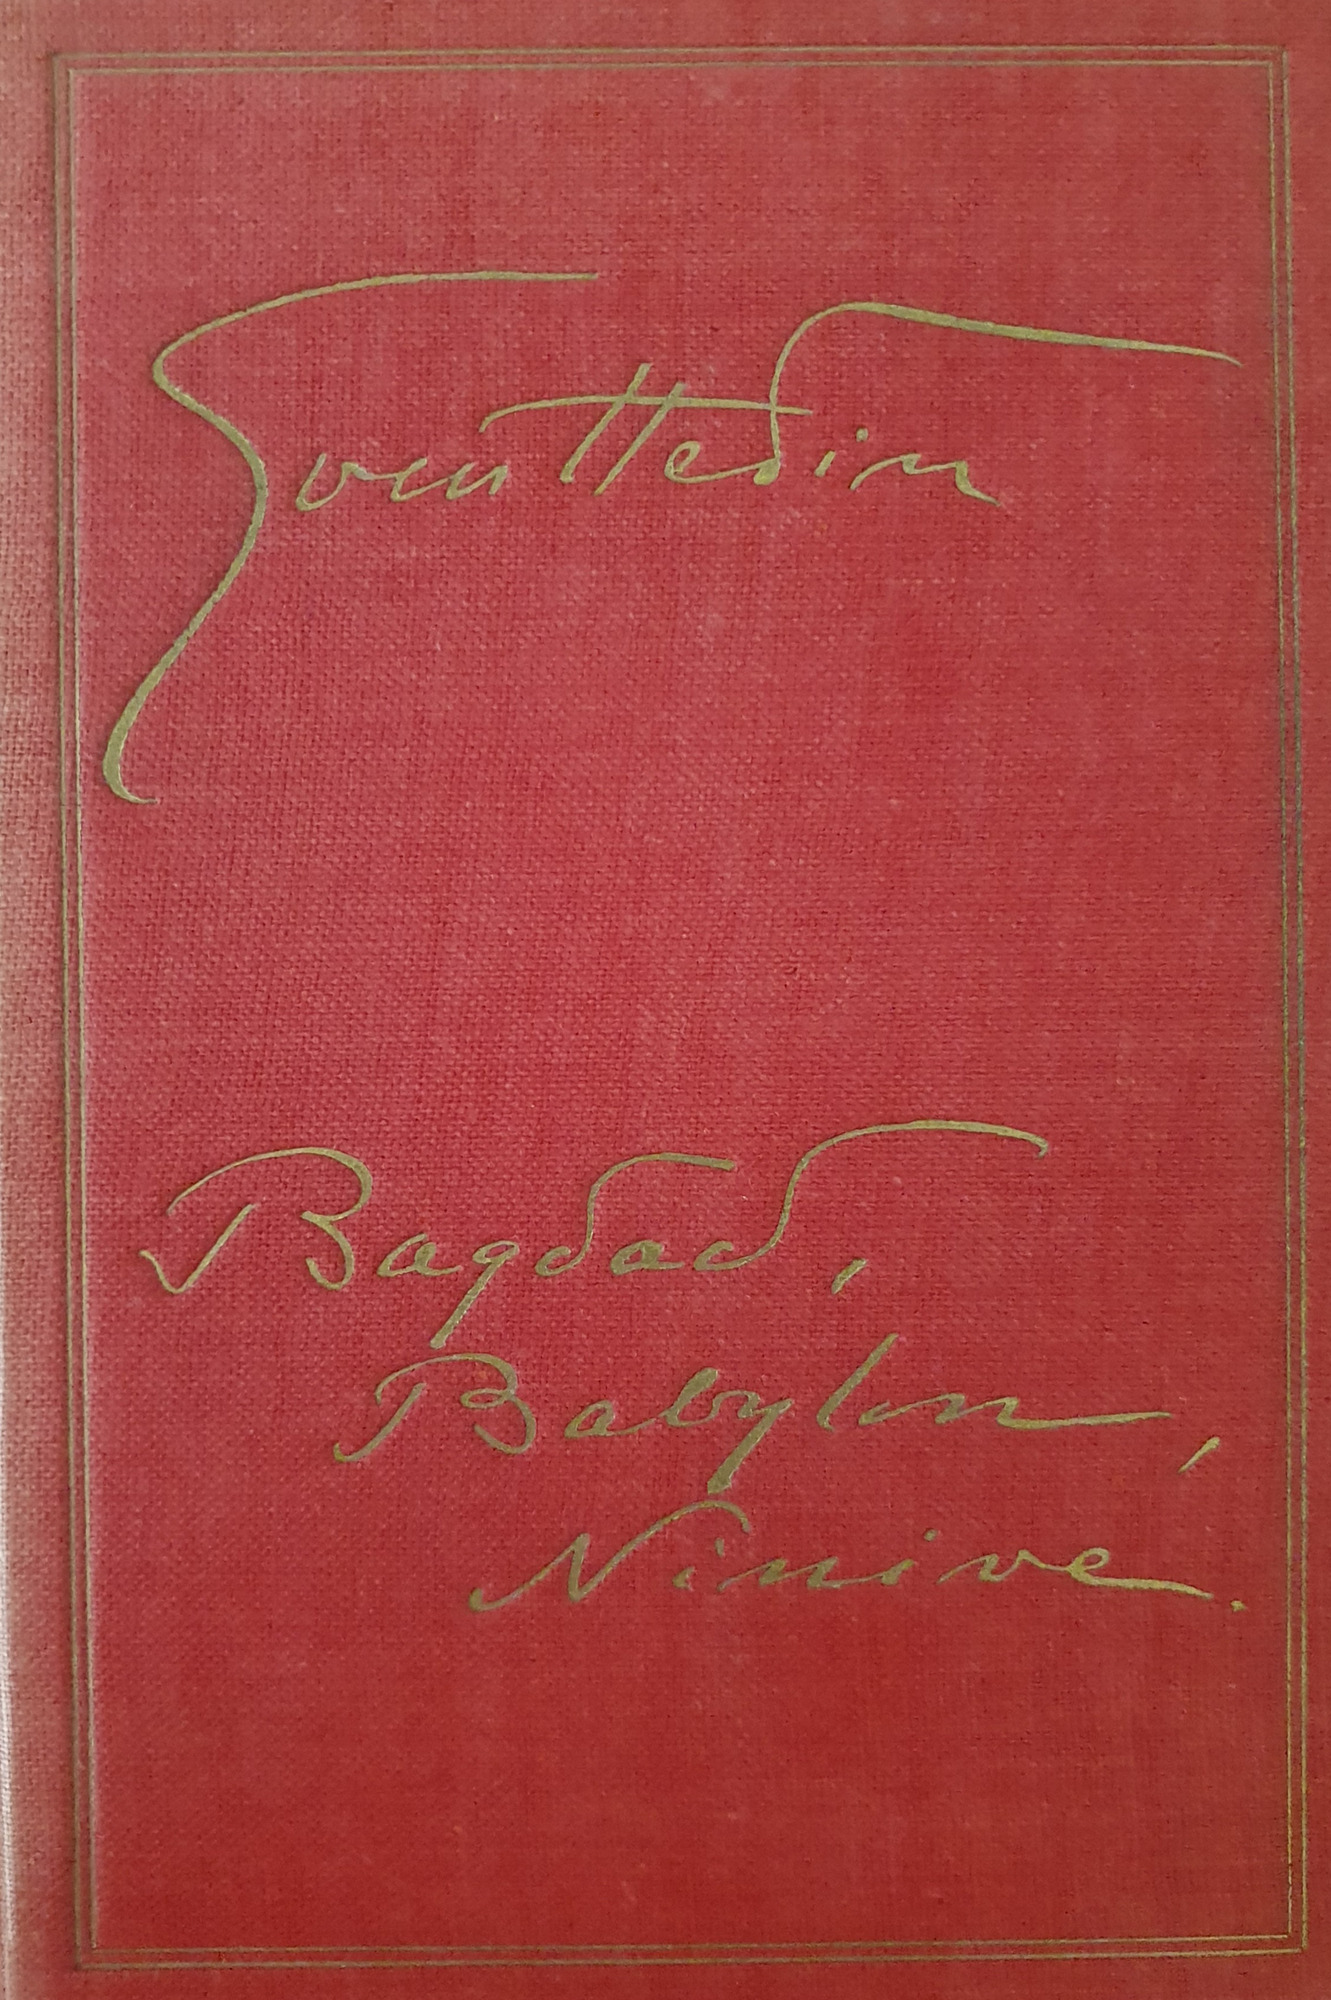 Sven Hedin
Bagdad,
Babylon,
Ninive.